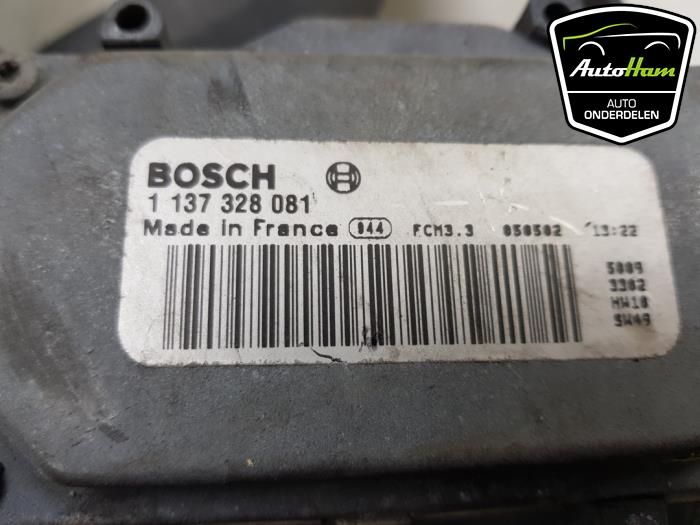 AutoHam
AUTO
ONDERDELEN
BOSCH
1 137 328 081
Made in France 044 FCM3.3 050502 13:22
5009
3302
HW10
SW49